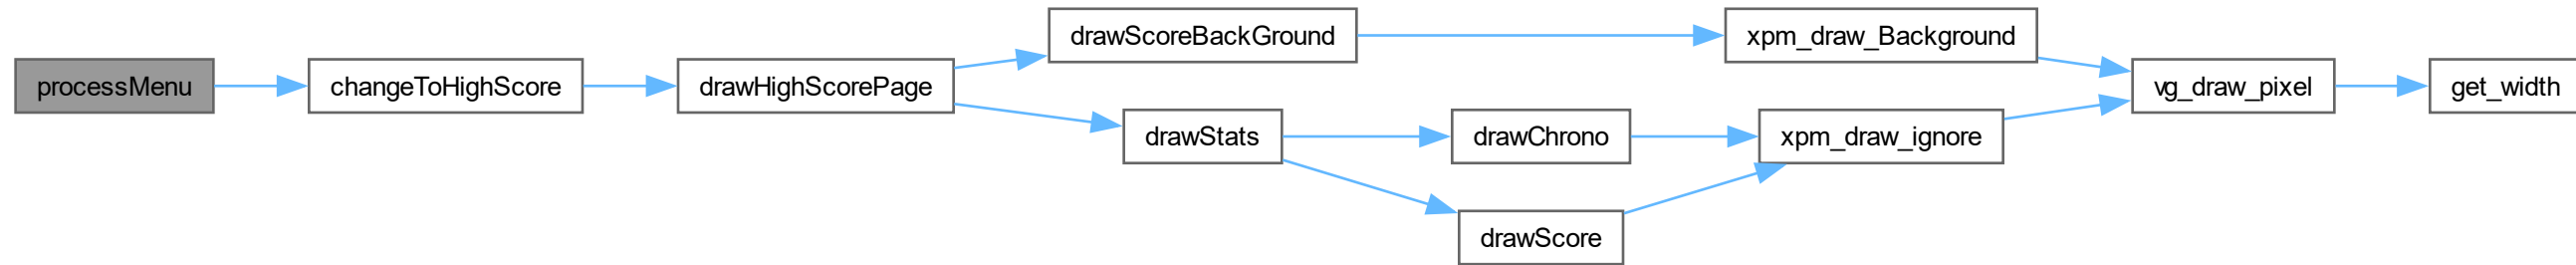 processMenu
changeToHighScore
drawHighScorePage
drawScoreBackGround
xpm_draw_Background
vg_draw_pixel
get_width
drawStats
drawChrono
xpm_draw_ignore
drawScore